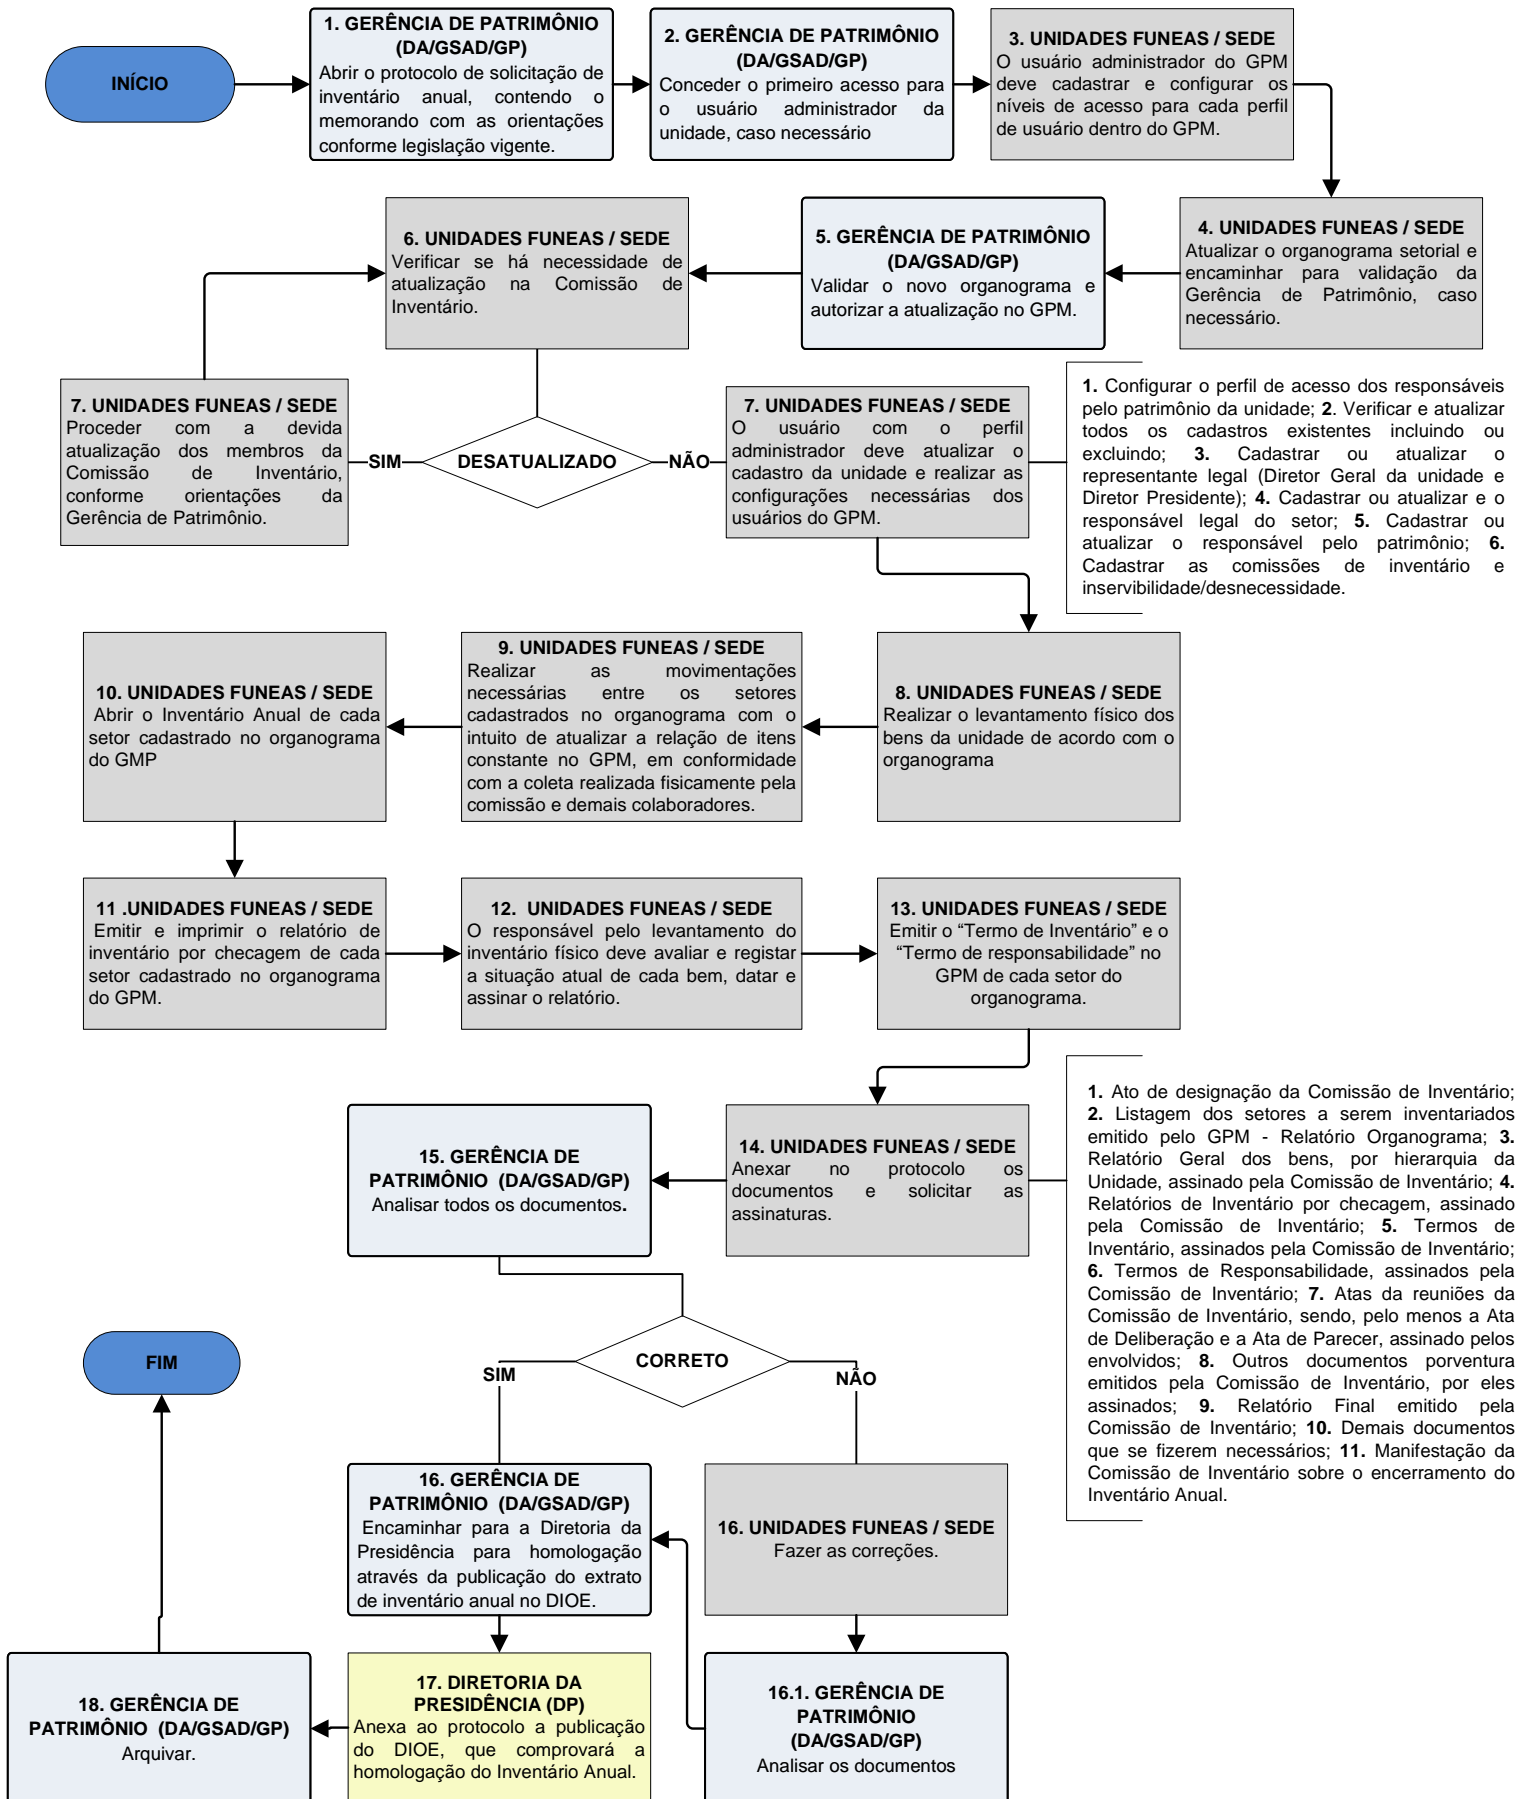 INÍCIO
1. GERÊNCIA DE PATRIMÔNIO
(DA/GSAD/GP)
Abrir o protocolo de solicitação de
inventário anual, contendo o
memorando com as orientações
conforme legislação vigente.
2. GERÊNCIA DE PATRIMÔNIO
(DA/GSAD/GP)
Conceder o primeiro acesso para
o usuário administrador da
unidade, caso necessário
3. UNIDADES FUNEAS / SEDE
O usuário administrador do GPM
deve cadastrar e configurar os
níveis de acesso para cada perfil
de usuário dentro do GPM.
4. UNIDADES FUNEAS / SEDE
Atualizar o organograma setorial e
encaminhar para validação da
Gerência de Patrimônio, caso
necessário.
5. GERÊNCIA DE PATRIMÔNIO
(DA/GSAD/GP)
Validar o novo organograma e
autorizar a atualização no GPM.
6. UNIDADES FUNEAS / SEDE
Verificar se há necessidade de
atualização na Comissão de
Inventário.
7. UNIDADES FUNEAS / SEDE
Proceder com a devida
atualização dos membros da
Comissão de Inventário,
conforme orientações da
Gerência de Patrimônio.
SIM
DESATUALIZADO
NÃO
7. UNIDADES FUNEAS / SEDE
O usuário com o perfil
administrador deve atualizar o
cadastro da unidade e realizar as
configurações necessárias dos
usuários do GPM.
1. Configurar o perfil de acesso dos responsáveis
pelo patrimônio da unidade; 2. Verificar e atualizar
todos os cadastros existentes incluindo ou
excluindo; 3. Cadastrar ou atualizar o
representante legal (Diretor Geral da unidade e
Diretor Presidente); 4. Cadastrar ou atualizar e o
responsável legal do setor; 5. Cadastrar ou
atualizar o responsável pelo patrimônio; 6.
Cadastrar as comissões de inventário e
inservibilidade/desnecessidade.
8. UNIDADES FUNEAS / SEDE
Realizar o levantamento físico dos
bens da unidade de acordo com o
organograma
9. UNIDADES FUNEAS / SEDE
Realizar as movimentações
necessárias entre os setores
cadastrados no organograma com o
intuito de atualizar a relação de itens
constante no GPM, em conformidade
com a coleta realizada fisicamente pela
comissão e demais colaboradores.
10. UNIDADES FUNEAS / SEDE
Abrir o Inventário Anual de cada
setor cadastrado no organograma
do GMP
11 .UNIDADES FUNEAS / SEDE
Emitir e imprimir o relatório de
inventário por checagem de cada
setor cadastrado no organograma
do GPM.
12. UNIDADES FUNEAS / SEDE
O responsável pelo levantamento do
inventário físico deve avaliar e registar
a situação atual de cada bem, datar e
assinar o relatório.
13. UNIDADES FUNEAS / SEDE
Emitir o “Termo de Inventário” e o
“Termo de responsabilidade” no
GPM de cada setor do
organograma.
14. UNIDADES FUNEAS / SEDE
Anexar no protocolo os
documentos e solicitar as
assinaturas.
1. Ato de designação da Comissão de Inventário;
2. Listagem dos setores a serem inventariados
emitido pelo GPM - Relatório Organograma; 3.
Relatório Geral dos bens, por hierarquia da
Unidade, assinado pela Comissão de Inventário; 4.
Relatórios de Inventário por checagem, assinado
pela Comissão de Inventário; 5. Termos de
Inventário, assinados pela Comissão de Inventário;
6. Termos de Responsabilidade, assinados pela
Comissão de Inventário; 7. Atas da reuniões da
Comissão de Inventário, sendo, pelo menos a Ata
de Deliberação e a Ata de Parecer, assinado pelos
envolvidos; 8. Outros documentos porventura
emitidos pela Comissão de Inventário, por eles
assinados; 9. Relatório Final emitido pela
Comissão de Inventário; 10. Demais documentos
que se fizerem necessários; 11. Manifestação da
Comissão de Inventário sobre o encerramento do
Inventário Anual.
15. GERÊNCIA DE
PATRIMÔNIO (DA/GSAD/GP)
Analisar todos os documentos.
CORRETO
SIM
NÃO
FIM
16. GERÊNCIA DE
PATRIMÔNIO (DA/GSAD/GP)
Encaminhar para a Diretoria da
Presidência para homologação
através da publicação do extrato
de inventário anual no DIOE.
16. UNIDADES FUNEAS / SEDE
Fazer as correções.
16.1. GERÊNCIA DE
PATRIMÔNIO
(DA/GSAD/GP)
Analisar os documentos
17. DIRETORIA DA
PRESIDÊNCIA (DP)
Anexa ao protocolo a publicação
do DIOE, que comprovará a
homologação do Inventário Anual.
18. GERÊNCIA DE
PATRIMÔNIO (DA/GSAD/GP)
Arquivar.